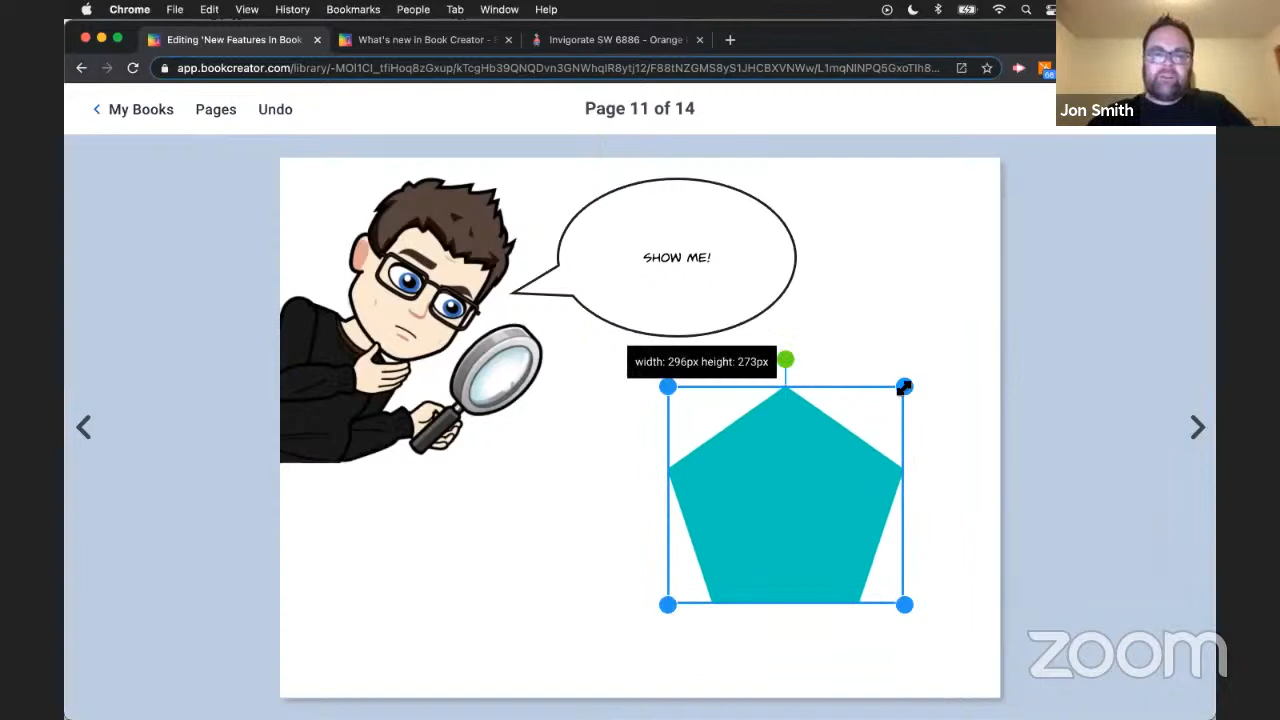 Chrome File Edit View History Bookmarks People Tab Window Help
Editing 'New Features In Book
What's new in Book Creator -
Invigorate SW 6886 - Orange
Jon Smith
My Books Pages Undo
Page 11 of 14
SHOW ME!
width: 296px height: 273px
zoom